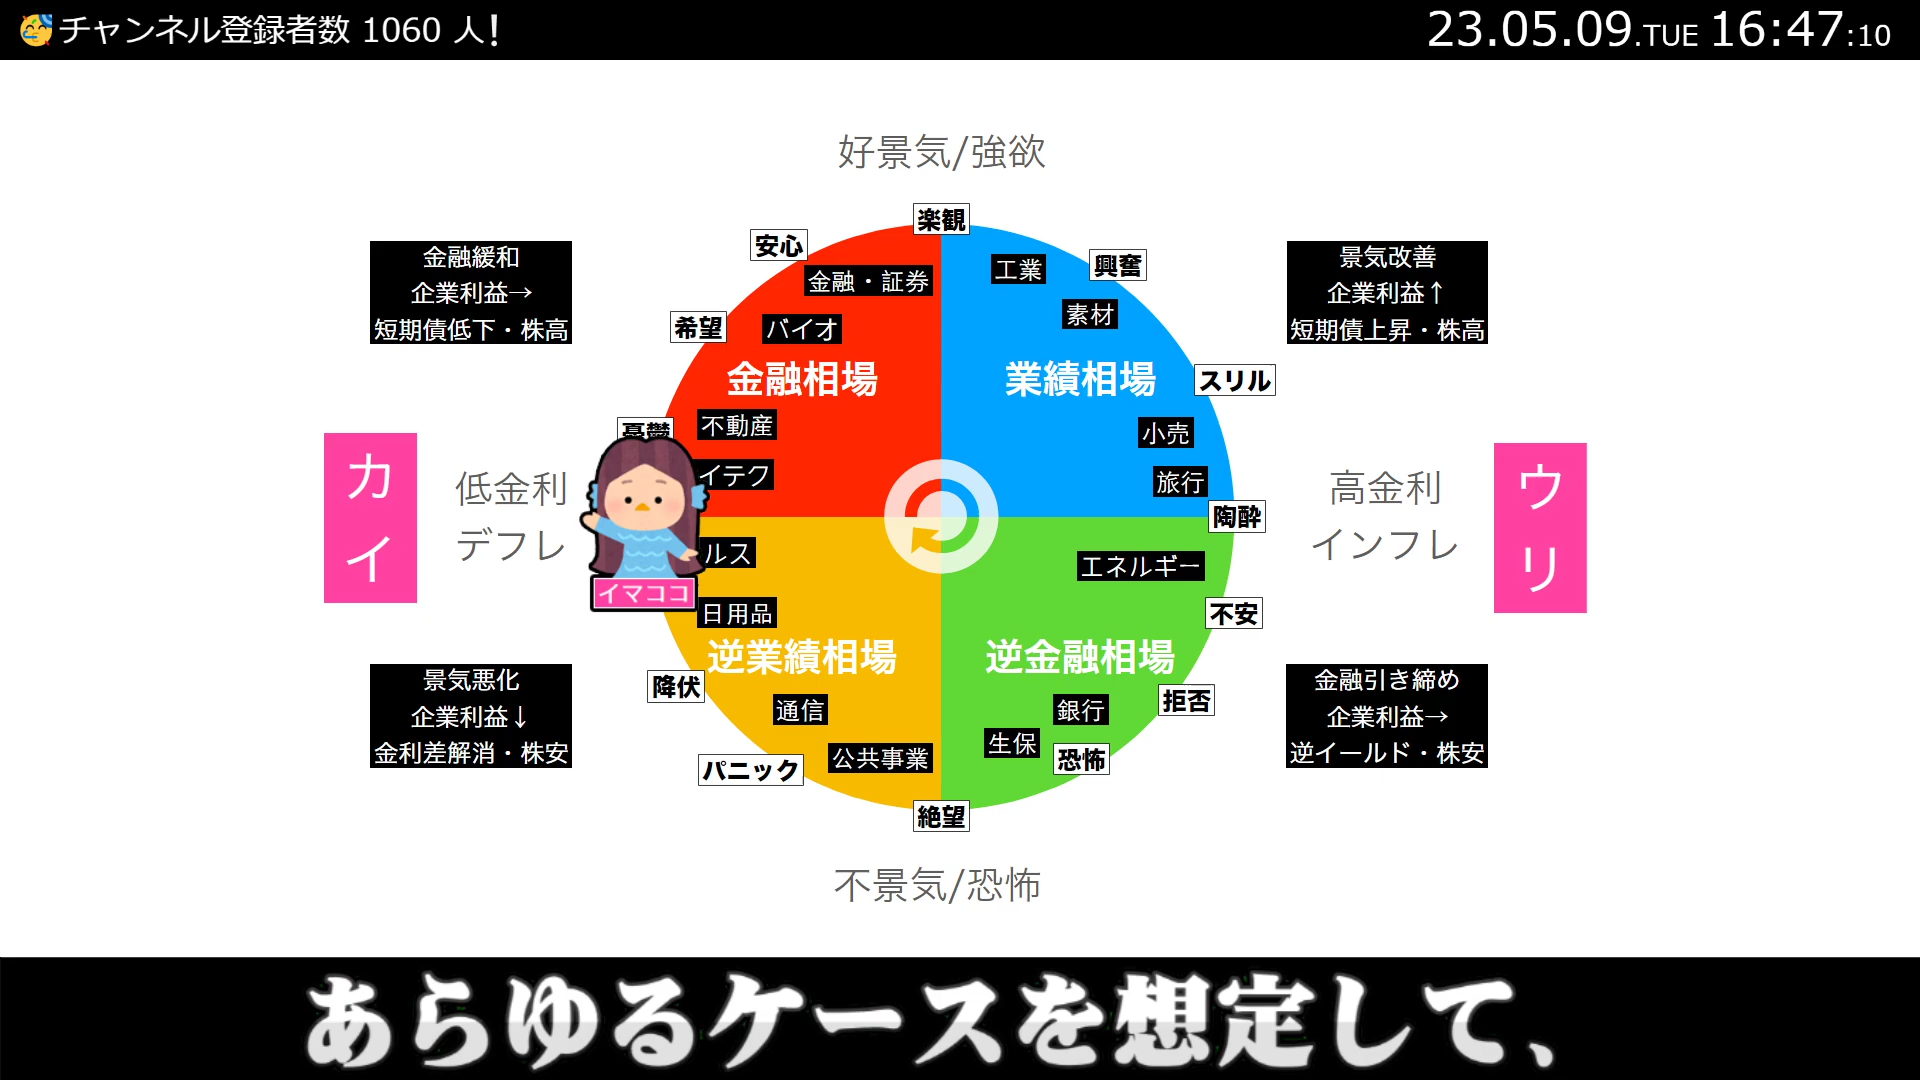 チャンネル登録者数 1060 人!
23.05.09.TUE 16:47:10
好景気/強欲
楽観
安心
金融・証券
希望
バイオ
金融相場
不動産
イテク
工業
興奮
素材
業績相場
スリル
小売
旅行
陶酔
金融緩和
企業利益→
短期債低下・株高
景気改善
企業利益↑
短期債上昇・株高
カイ
低金利
デフレ
イマココ
高金利
インフレ
ウリ
ルス
日用品
逆業績相場
降伏
通信
公共事業
パニック
エネルギー
不安
逆金融相場
拒否
銀行
生保
恐怖
絶望
景気悪化
企業利益↓
金利差解消・株安
金融引き締め
企業利益→
逆イールド・株安
不景気/恐怖
あらゆるケースを想定して、